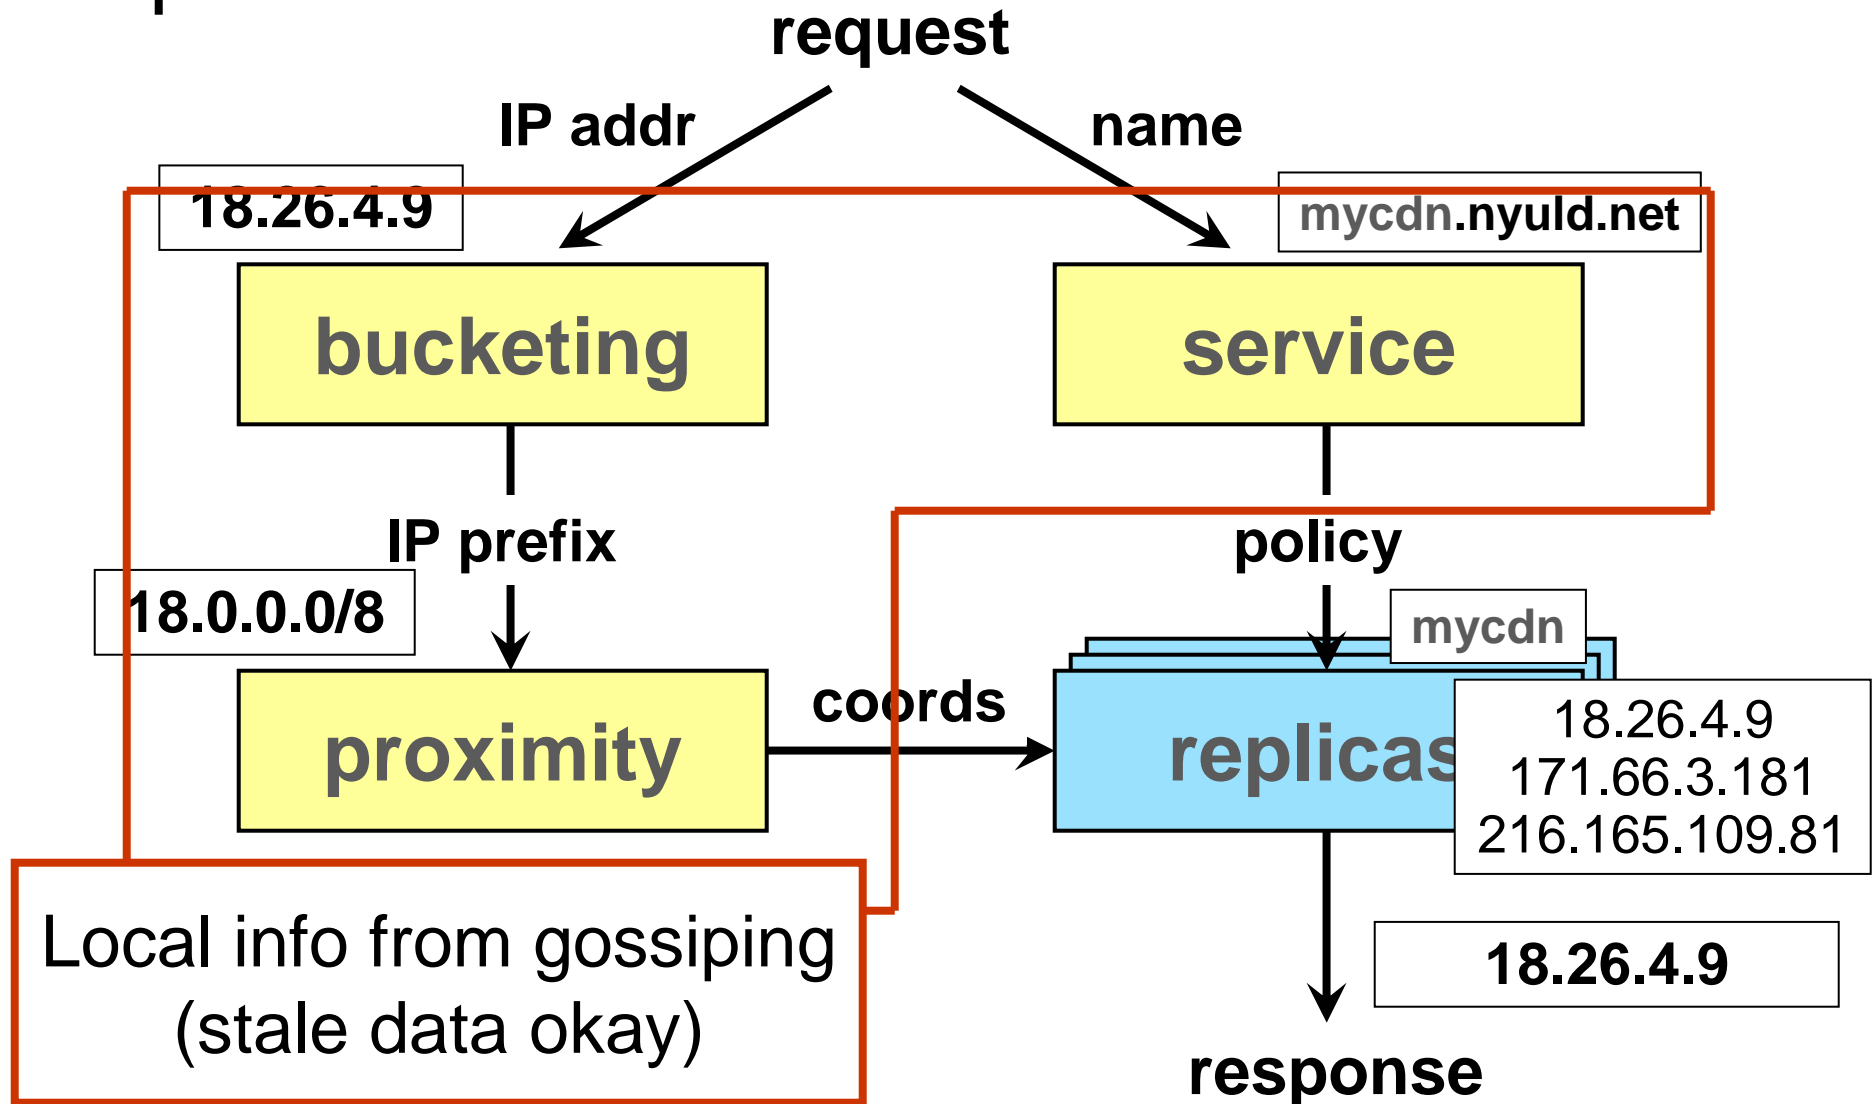 request
IP addr
name
18.26.4.9
mycdn.nyuld.net
bucketing
service
IP prefix
policy
18.0.0.0/8
mycdn
coords
proximity
replicas
18.26.4.9
171.66.3.181
216.165.109.81
Local info from gossiping
(stale data okay)
18.26.4.9
response